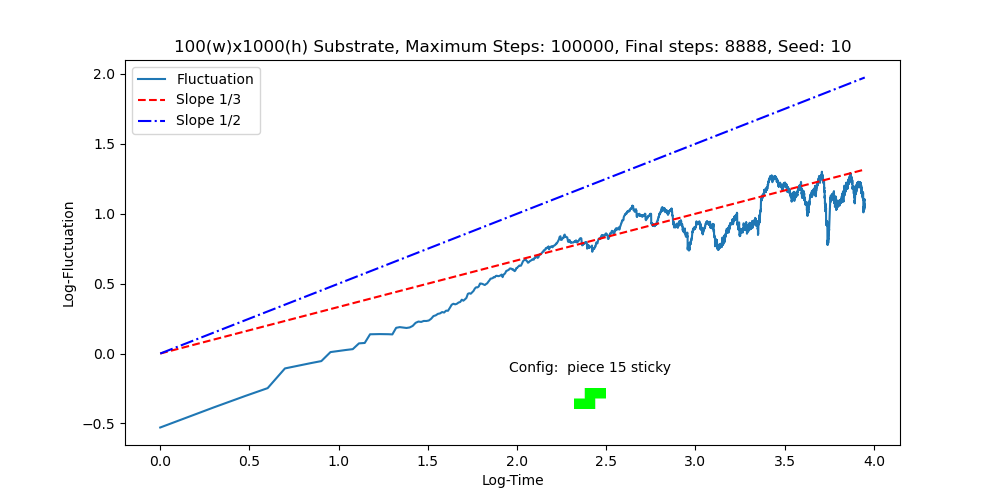 100(w)x1000(h) Substrate, Maximum Steps: 100000, Final steps: 8888, Seed: 10
Fluctuation
Slope 1/3
Slope 1/2
2.0
1.5
1.0
0.5
0.0
−0.5
Log-Fluctuation
Config:  piece 15 sticky
0.0 0.5 1.0 1.5 2.0 2.5 3.0 3.5 4.0
Log-Time